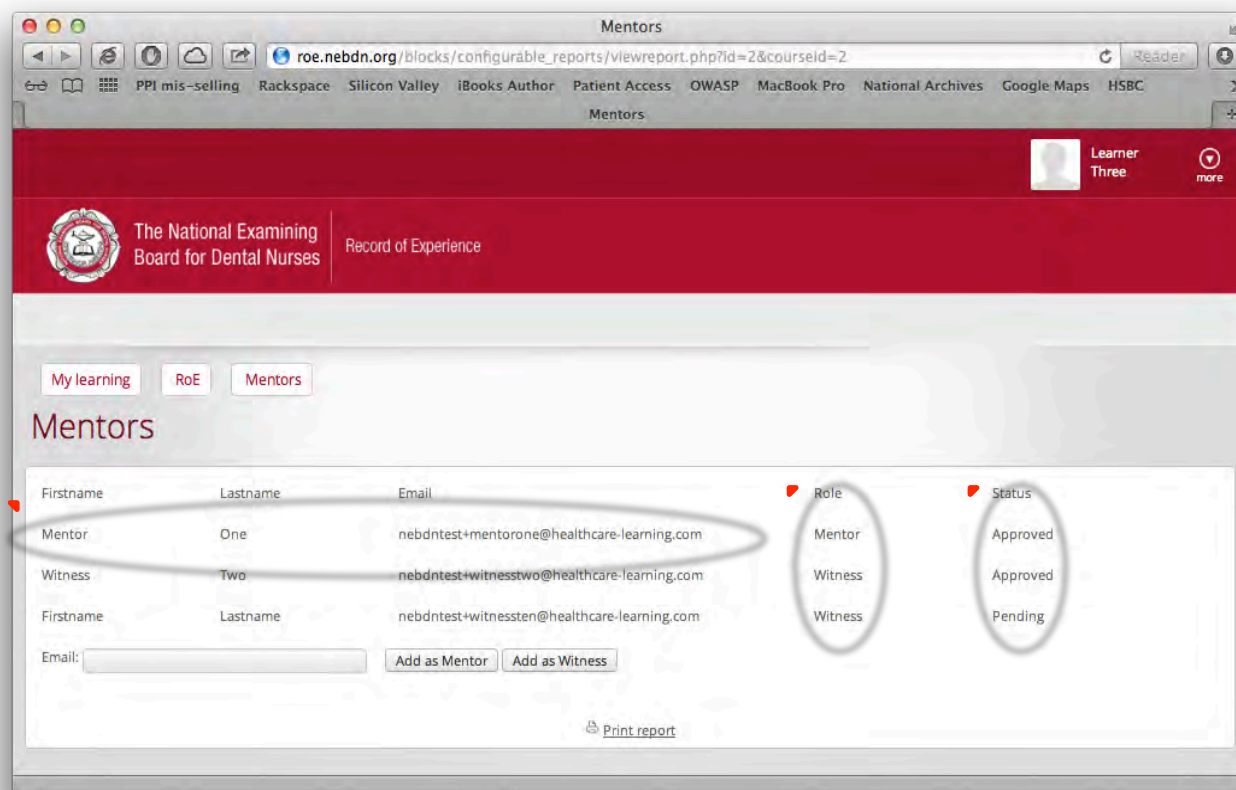 Mentors
roe.nebdn.org/blocks/configurable_reports/viewreport.php?id=2&courseid=2
Reader
PPI mis-selling Rackspace Silicon Valley iBooks Author Patient Access OWASP MacBook Pro National Archives Google Maps HSBC
Mentors
Learner
Three
more
The National Examining
Board for Dental Nurses
Record of Experience
My learning RoE Mentors
Mentors
Firstname Lastname Email Role Status
Mentor One nebdntest+mentorone@healthcare-learning.com Mentor Approved
Witness Two nebdntest+witnesstwo@healthcare-learning.com Witness Approved
Firstname Lastname nebdntest+witnessten@healthcare-learning.com Witness Pending
Email: Add as Mentor Add as Witness
Print report